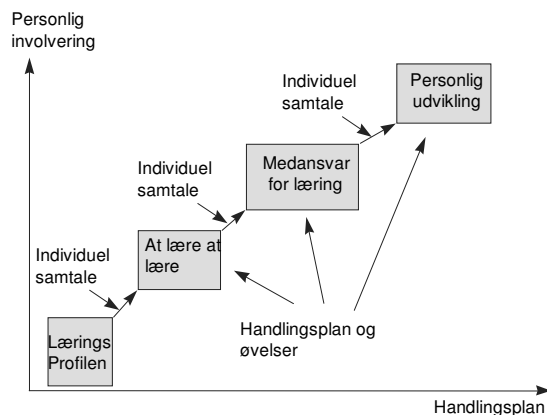 Personlig
involvering
Individuel
samtale
Personlig
udvikling
Individuel
samtale
Medansvar
for læring
Individuel
samtale
At lære at
lære
Lærings
Profilen
Handlingsplan og
øvelser
Handlingsplan